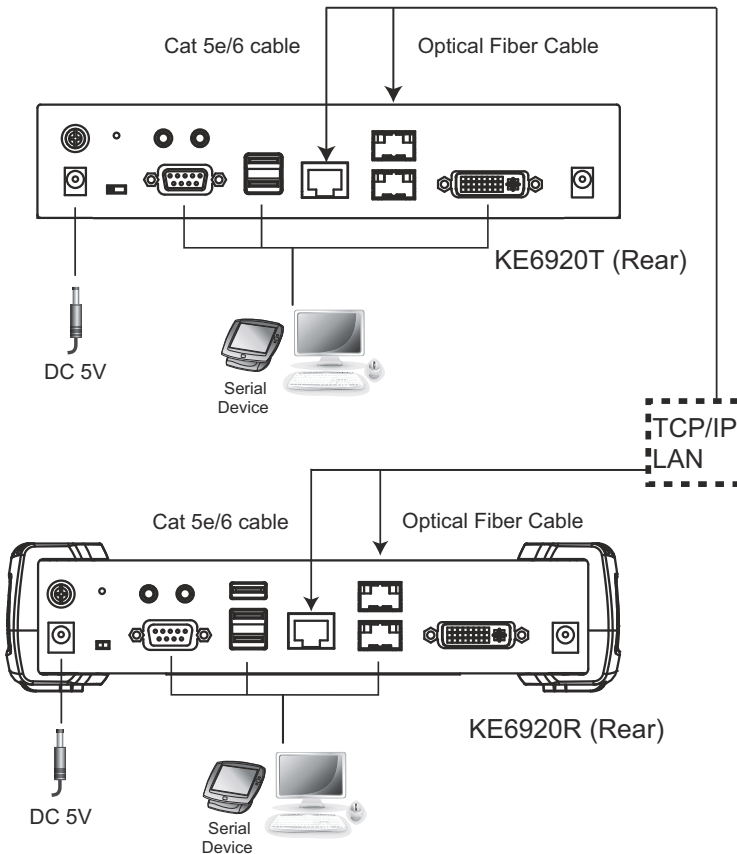 Cat 5e/6 cable
Optical Fiber Cable
KE6920T (Rear)
DC 5V
Serial
Device
TCP/IP
LAN
Cat 5e/6 cable
Optical Fiber Cable
KE6920R (Rear)
DC 5V
Serial
Device